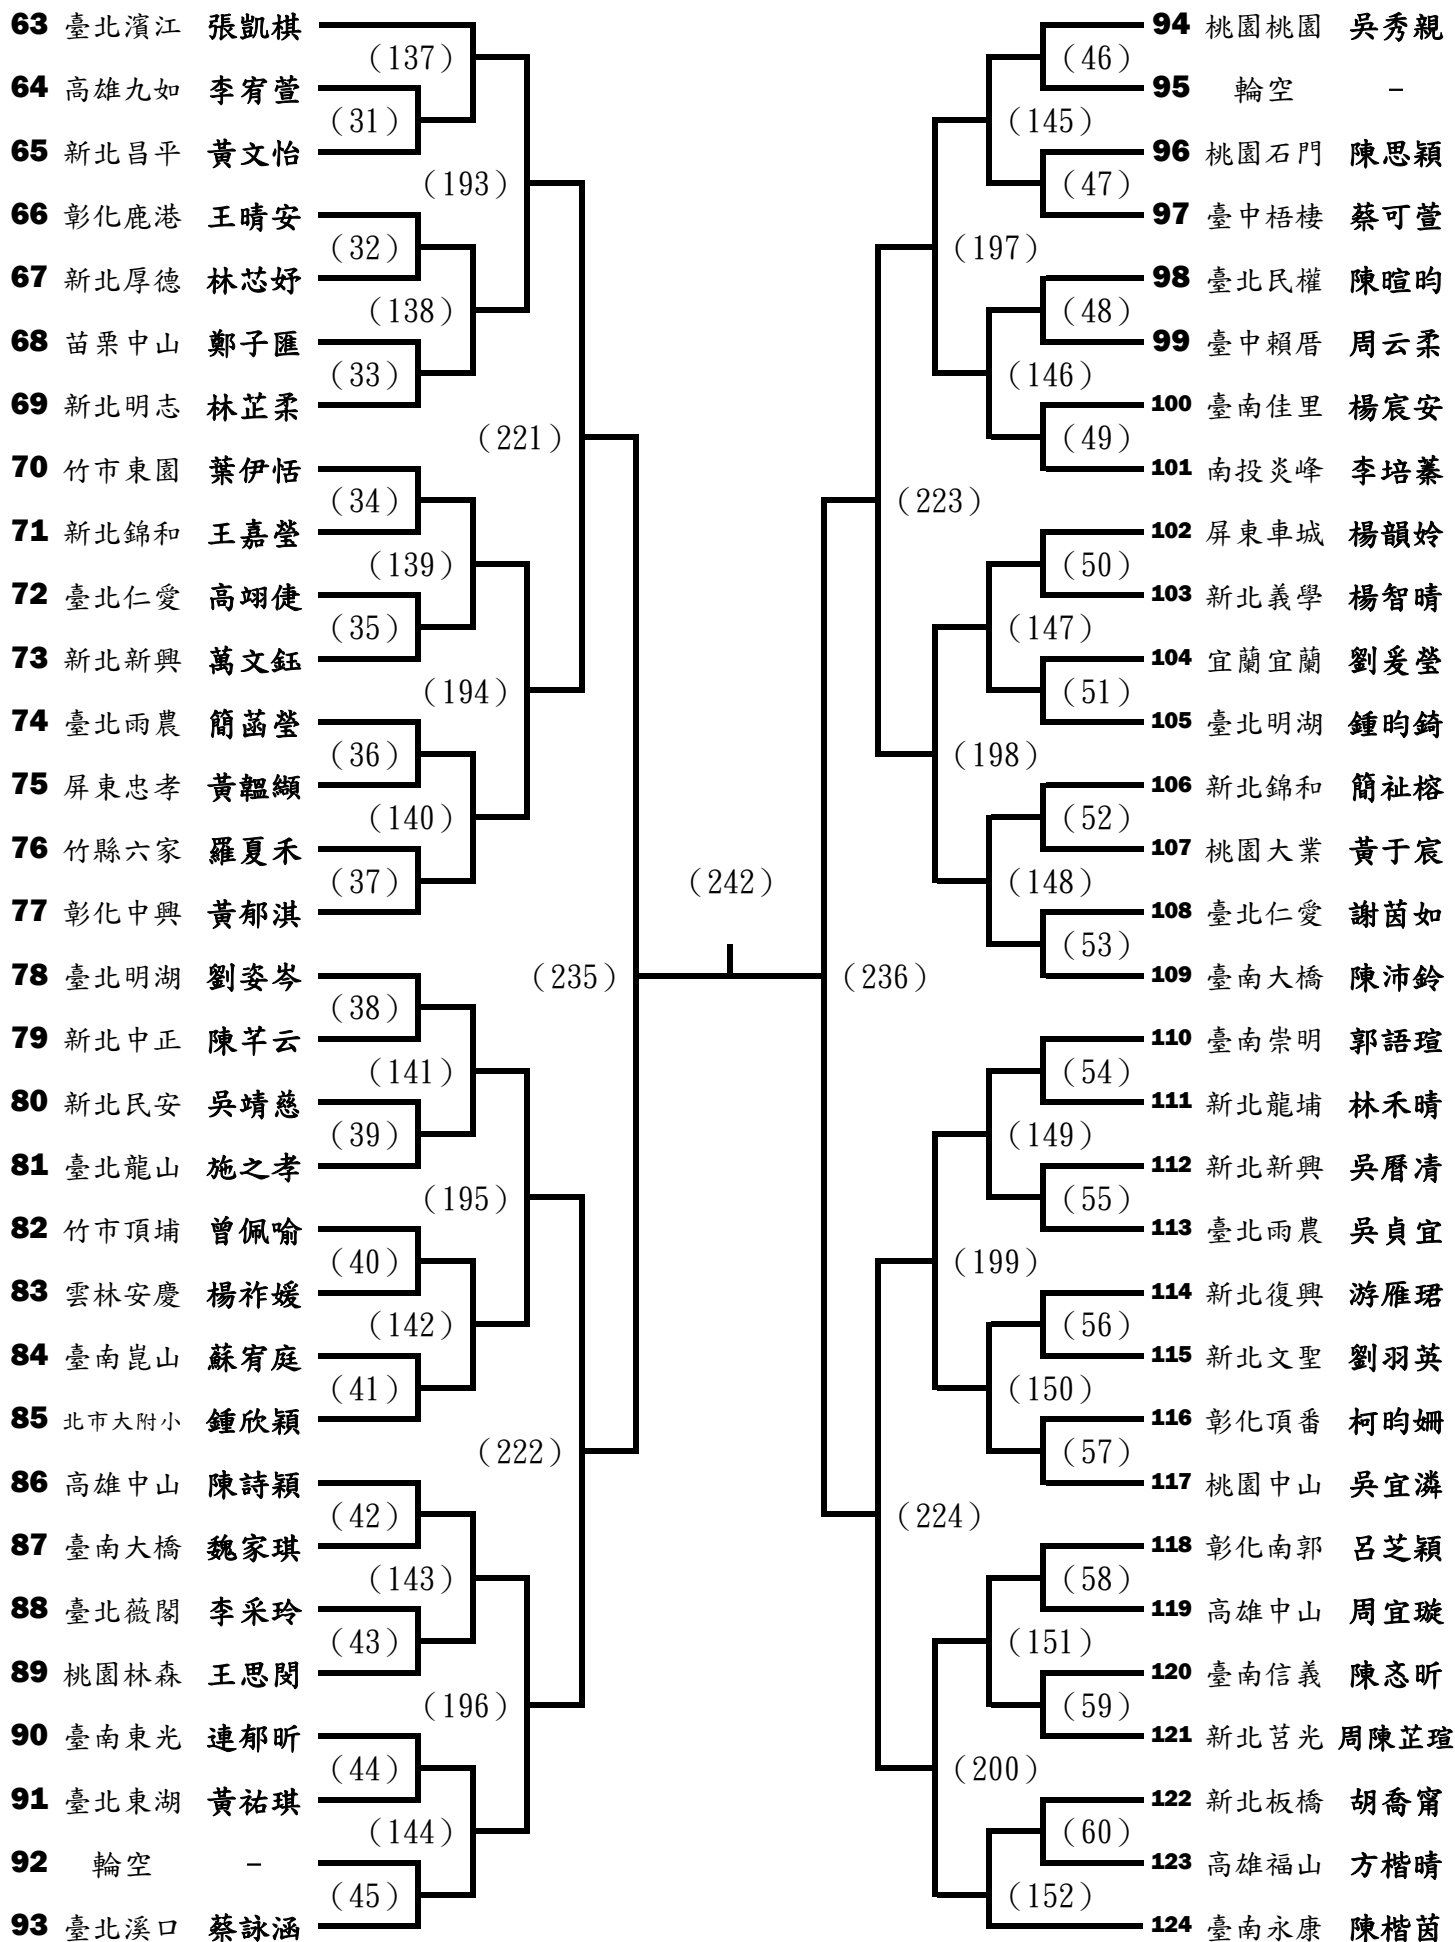 63 臺北濱江 張凱棋
(137)
64 高雄九如 李宥萱
(31)
65 新北昌平 黃文怡
(193)
66 彰化鹿港 王晴安
(32)
67 新北厚德 林芯妤
(138)
68 苗栗中山 鄭子匯
(33)
69 新北明志 林芷柔
(221)
70 竹市東園 葉伊恬
(34)
71 新北錦和 王嘉瑩
(139)
72 臺北仁愛 高翊倢
(35)
73 新北新興 萬文鈺
(194)
74 臺北雨農 簡菡瑩
(36)
75 屏東忠孝 黃韞纈
(140)
76 竹縣六家 羅夏禾
(37)
77 彰化中興 黃郁淇
(235)
78 臺北明湖 劉姿岑
(38)
79 新北中正 陳芊云
(141)
80 新北民安 吳靖慈
(39)
81 臺北龍山 施之孝
(195)
82 竹市頂埔 曾佩喻
(40)
83 雲林安慶 楊祚媛
(142)
84 臺南崑山 蘇宥庭
(41)
85 北市大附小 鍾欣穎
(222)
86 高雄中山 陳詩穎
(42)
87 臺南大橋 魏家琪
(143)
88 臺北薇閣 李采玲
(43)
89 桃園林森 王思閔
(196)
90 臺南東光 連郁昕
(44)
91 臺北東湖 黃祐琪
(144)
92 輪空 -
(45)
93 臺北溪口 蔡詠涵
(242)
94 桃園桃園 吳秀親
(46)
95 輪空 -
(145)
96 桃園石門 陳思穎
(47)
97 臺中梧棲 蔡可萱
(197)
98 臺北民權 陳暄昀
(48)
99 臺中賴厝 周云柔
(146)
100 臺南佳里 楊宸安
(49)
101 南投炎峰 李培蓁
(223)
102 屏東車城 楊韻姈
(50)
103 新北義學 楊智晴
(147)
104 宜蘭宜蘭 劉爰瑩
(51)
105 臺北明湖 鍾昀錡
(198)
106 新北錦和 簡祉榕
(52)
107 桃園大業 黃于宸
(148)
108 臺北仁愛 謝茵如
(53)
109 臺南大橋 陳沛鈴
(236)
110 臺南崇明 郭語瑄
(54)
111 新北龍埔 林禾晴
(149)
112 新北新興 吳曆凊
(55)
113 臺北雨農 吳貞宜
(199)
114 新北復興 游雁珺
(56)
115 新北文聖 劉羽英
(150)
116 彰化頂番 柯昀姍
(57)
117 桃園中山 吳宜潾
(224)
118 彰化南郭 呂芝穎
(58)
119 高雄中山 周宜璇
(151)
120 臺南信義 陳忞昕
(59)
121 新北莒光 周陳芷瑄
(200)
122 新北板橋 胡喬甯
(60)
123 高雄福山 方楷晴
(152)
124 臺南永康 陳楷茵